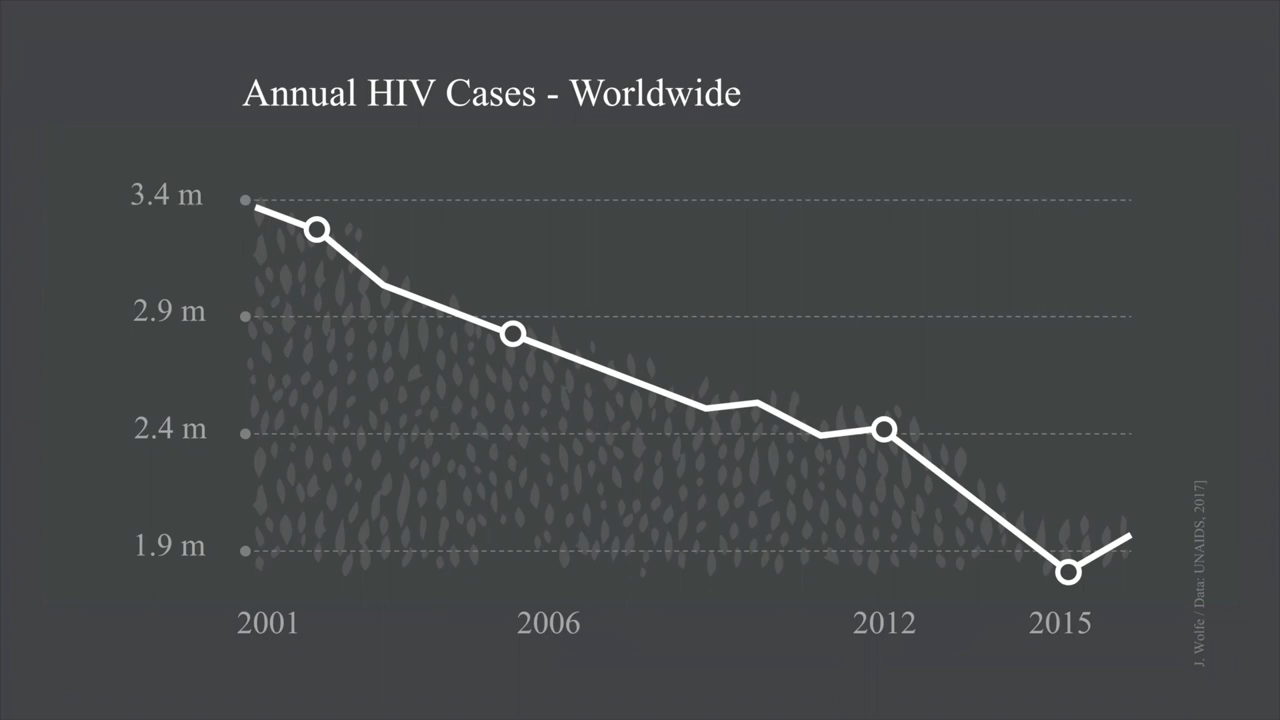 Annual HIV Cases - Worldwide
3.4 m
2.9 m
2.4 m
1.9 m
2001 2006 2012 2015
J. Wolfe / Data: UNAIDS, 2017]